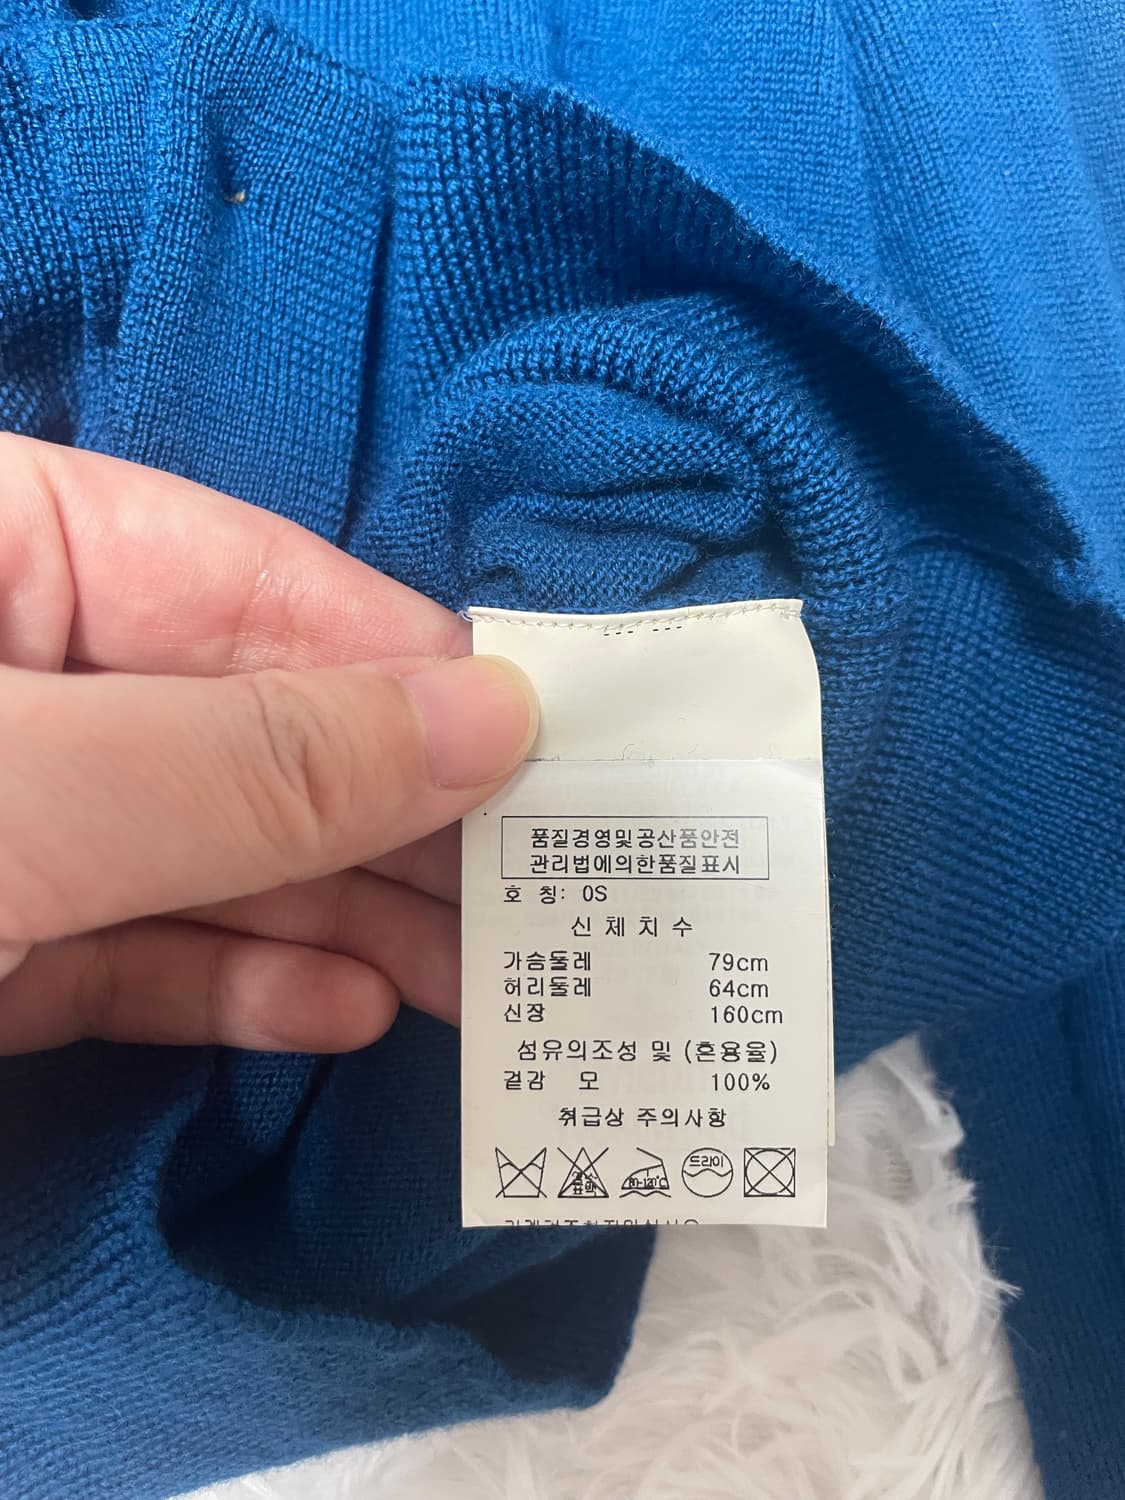 품질경영및공산품안전
관리법에의한품질표시
호 칭: OS
신 체 치 수
가슴둘레 79cm
허리둘레 64cm
신장 160cm
섬유의조성 및 (혼용율)
겉감 모 100%
취급상 주의사항
80-120℃ 드라이